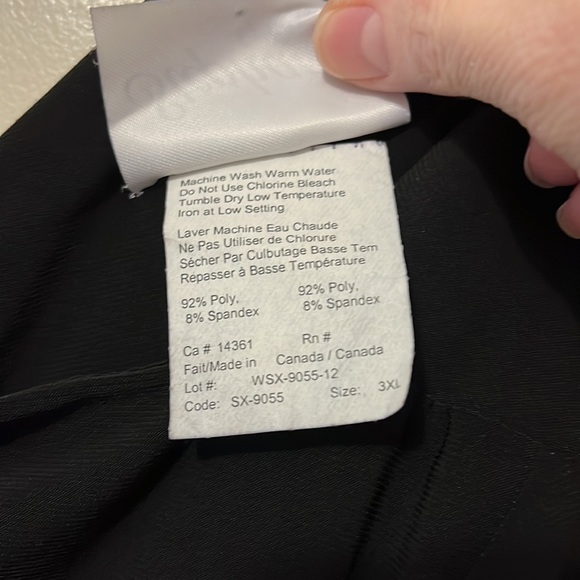 Machine Wash Warm Water
Do Not Use Chlorine Bleach
Tumble Dry Low Temperature
Iron at Low Setting
Laver Machine Eau Chaude
Ne Pas Utiliser de Chlorure
Sécher Par Culbutage Basse Tem
Repasser à Basse Température
92% Poly, 92% Poly,
8% Spandex 8% Spandex
Ca # 14361 Rn #
Fait/Made in Canada / Canada
Lot #: WSX-9055-12
Code: SX-9055 Size: 3XL